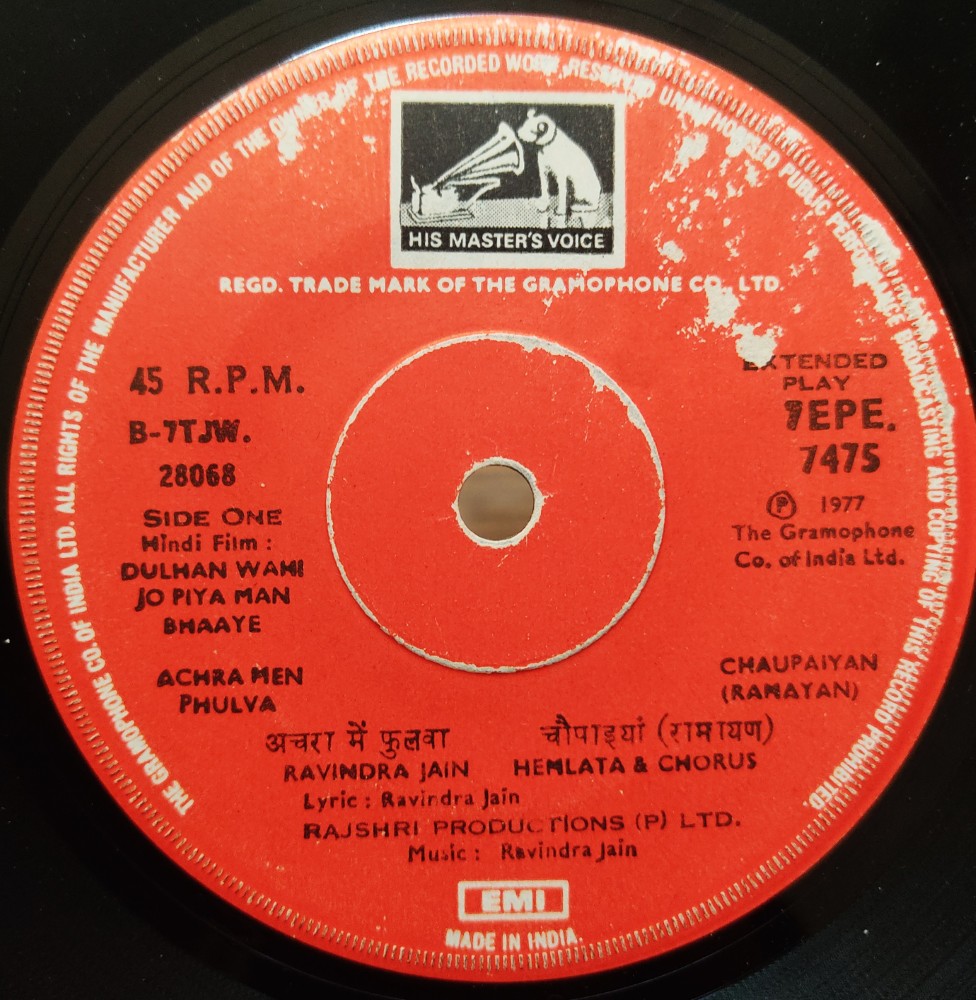 THE GRAMOPHONE CO. OF INDIA LTD. ALL RIGHTS OF THE MANUFACTURER AND OF THE OWNER OF THE RECORDED WORK RESERVED UNAUTHORISED PUBLIC PERFORMANCE BROADCASTING AND COPYING OF THIS RECORD PROHIBITED.
HIS MASTER'S VOICE
REGD. TRADE MARK OF THE GRAMOPHONE CO. LTD.
45 R.P.M.
B-7TJW.
28068
SIDE ONE
Hindi Film :
DULHAN WAHI
JO PIYA MAN
BHAAYE
EXTENDED
PLAY
7EPE.
7475
Ⓟ 1977
The Gramophone
Co. of India Ltd.
ACHRA MEN
PHULVA
CHAUPAIYAN
(RAMAYAN)
अचरा में फुलवा चौपाइयां (रामायण)
RAVINDRA JAIN HEMLATA & CHORUS
Lyric : Ravindra Jain
RAJSHRI PRODUCTIONS (P) LTD.
Music : Ravindra Jain
EMI
MADE IN INDIA.